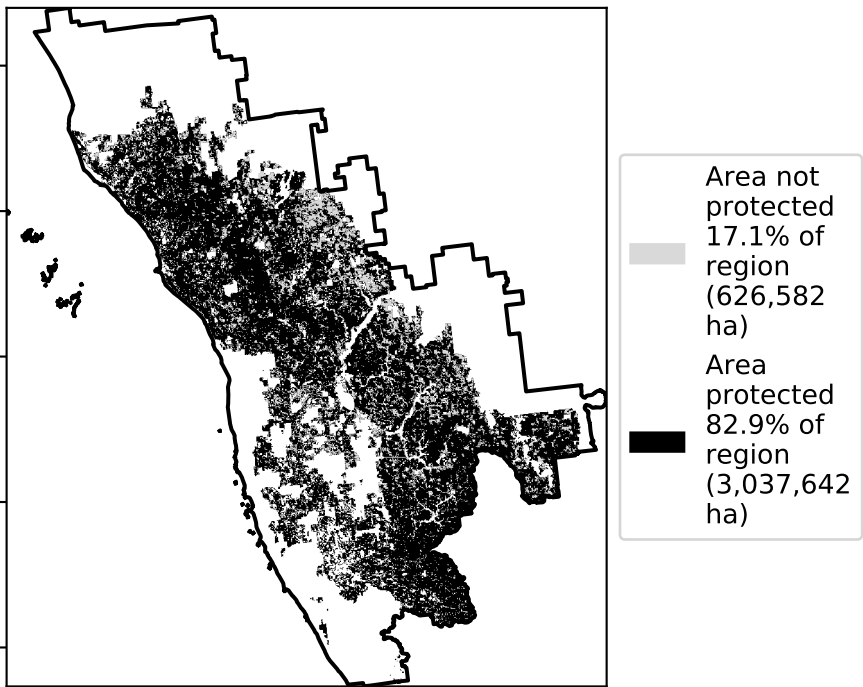 Area not
protected
17.1% of
region
(626,582
ha)
Area
protected
82.9% of
region
(3,037,642
ha)